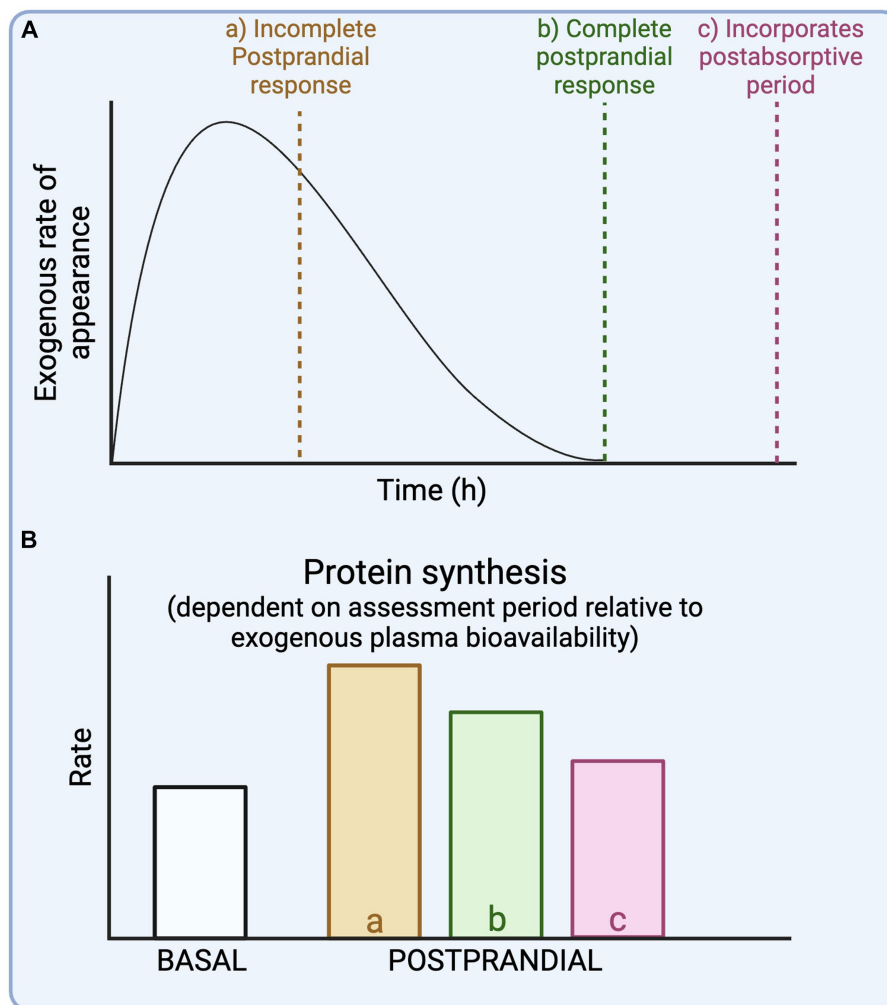 A
a) Incomplete
Postprandial
response
b) Complete
postprandial
response
c) Incorporates
postabsorptive
period
Exogenous rate of
appearance
Time (h)
B
Protein synthesis
(dependent on assessment period relative to
exogenous plasma bioavailability)
Rate
a
b
c
BASAL
POSTPRANDIAL